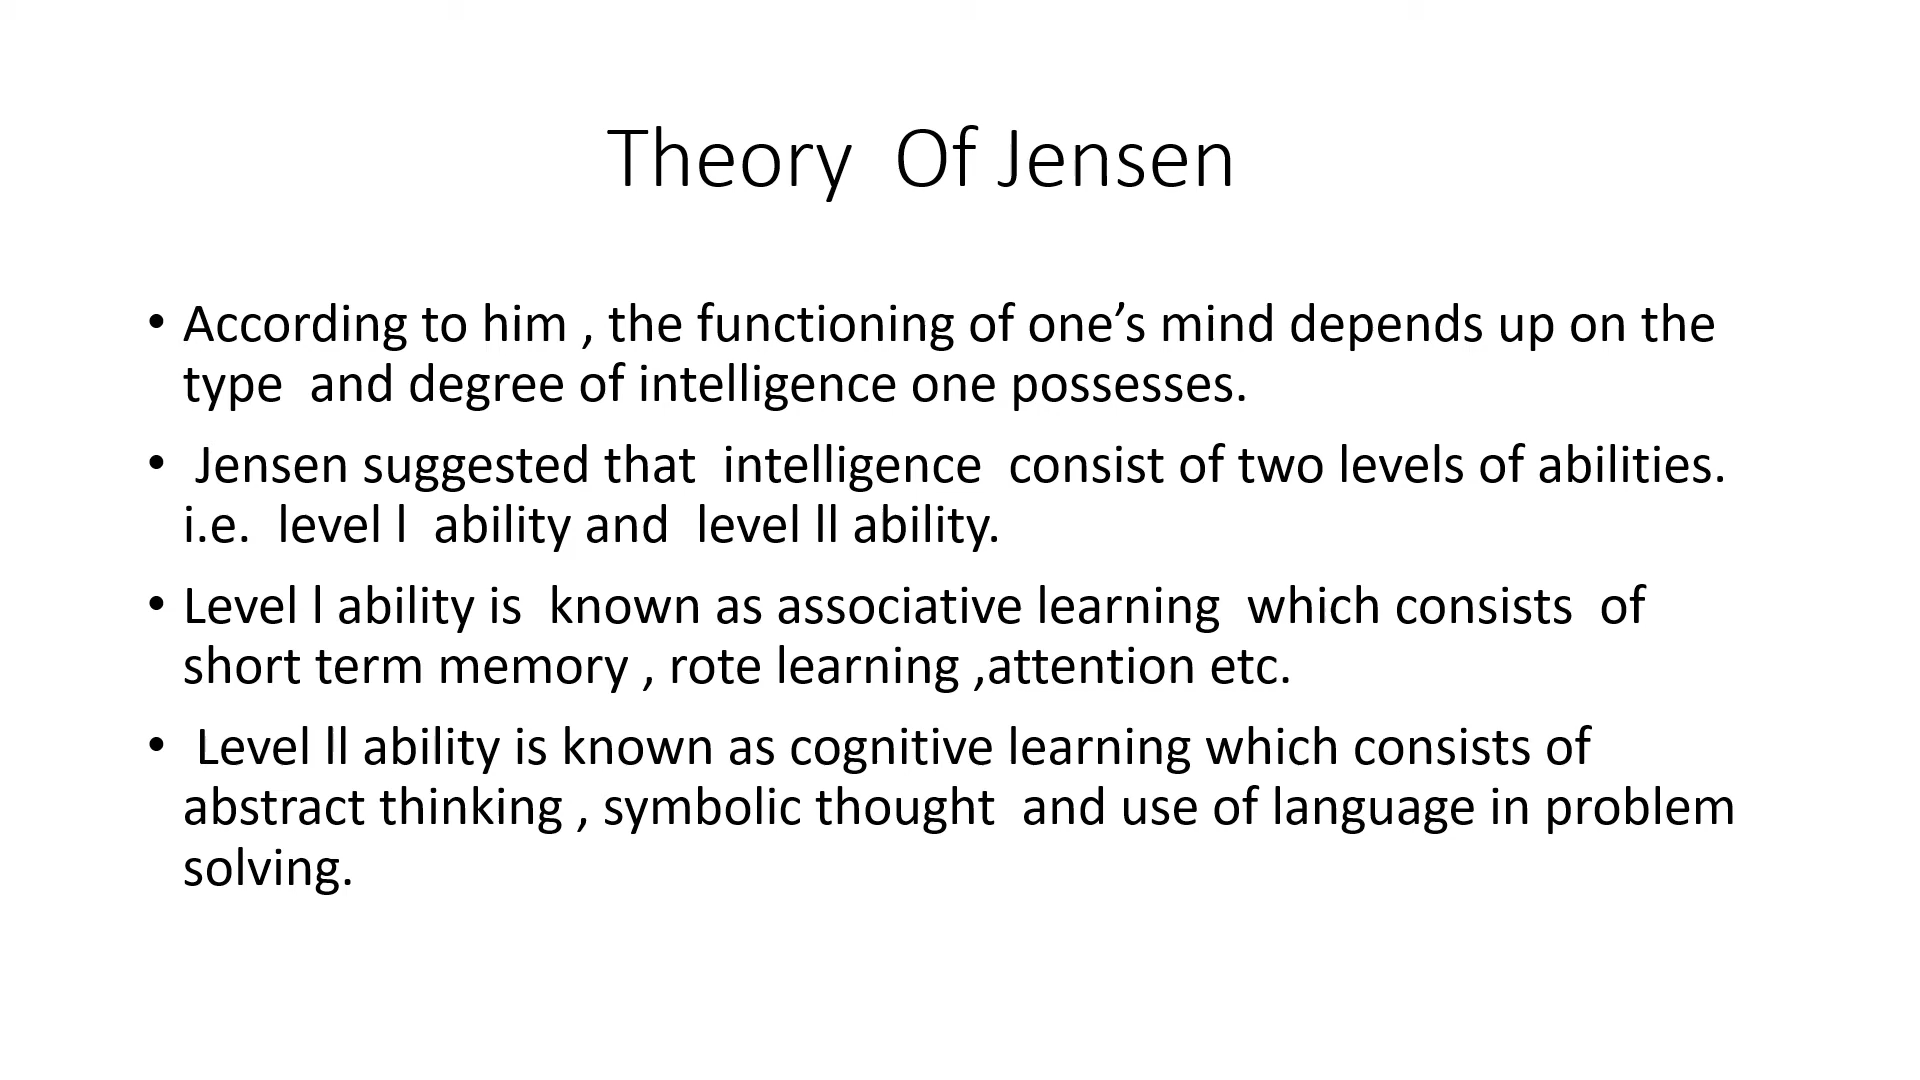 Theory  Of Jensen
• According to him , the functioning of one’s mind depends up on the
type  and degree of intelligence one possesses.
•  Jensen suggested that  intelligence  consist of two levels of abilities.
i.e.  level l  ability and  level ll ability.
• Level l ability is  known as associative learning  which consists  of
short term memory , rote learning ,attention etc.
•  Level ll ability is known as cognitive learning which consists of
abstract thinking , symbolic thought  and use of language in problem
solving.